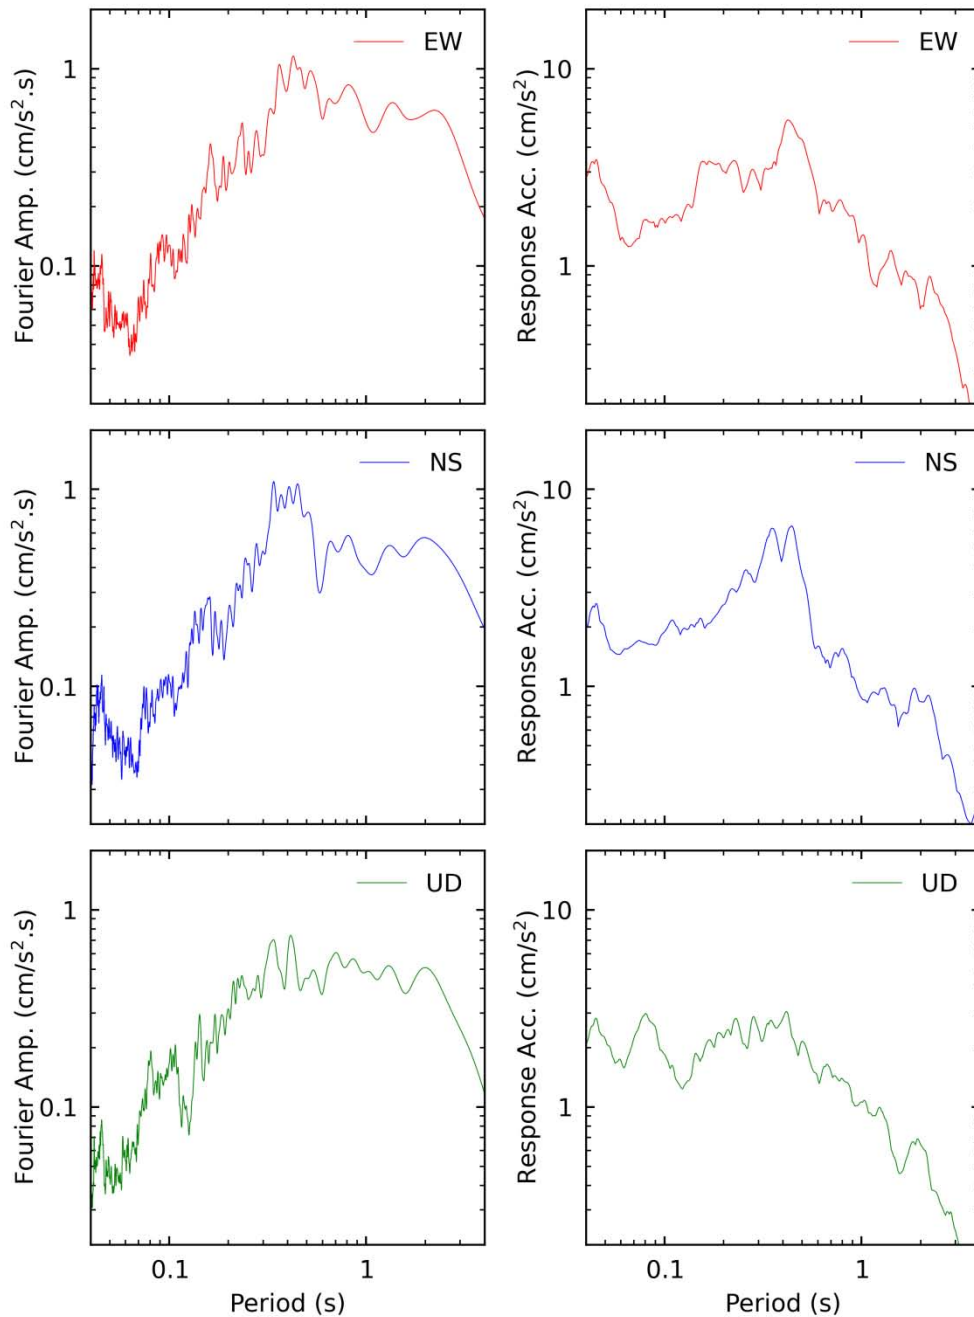 EW
Fourier Amp. (cm/s².s)
1
0.1
EW
Response Acc. (cm/s²)
10
1
NS
Fourier Amp. (cm/s².s)
1
0.1
NS
Response Acc. (cm/s²)
10
1
UD
Fourier Amp. (cm/s².s)
1
0.1
0.1
1
Period (s)
UD
Response Acc. (cm/s²)
10
1
0.1
1
Period (s)